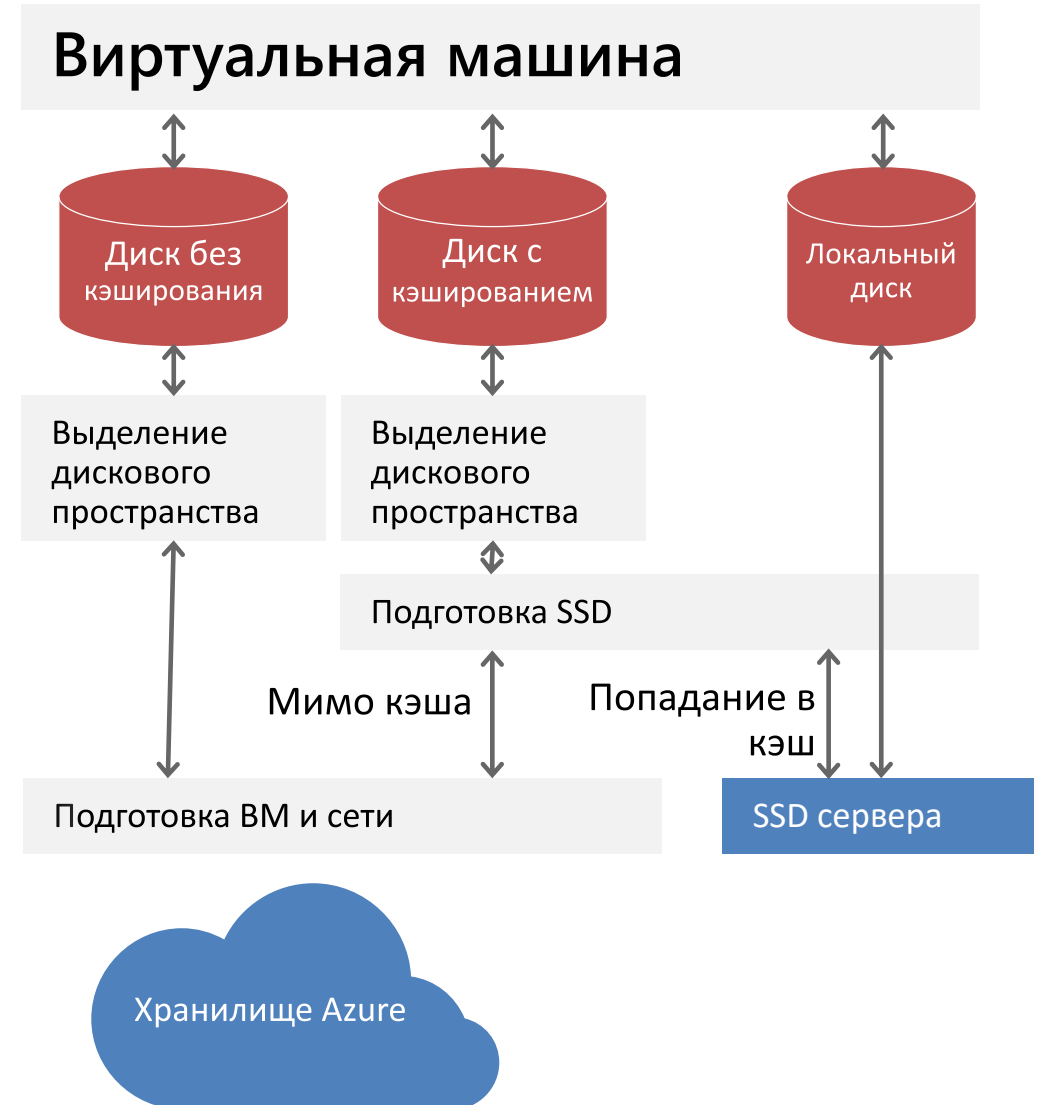 Виртуальная машина
Диск без
кэширования
Диск с
кэшированием
Локальный
диск
Выделение
дискового
пространства
Выделение
дискового
пространства
Подготовка SSD
Мимо кэша
Попадание в
кэш
Подготовка ВМ и сети
SSD сервера
Хранилище Azure